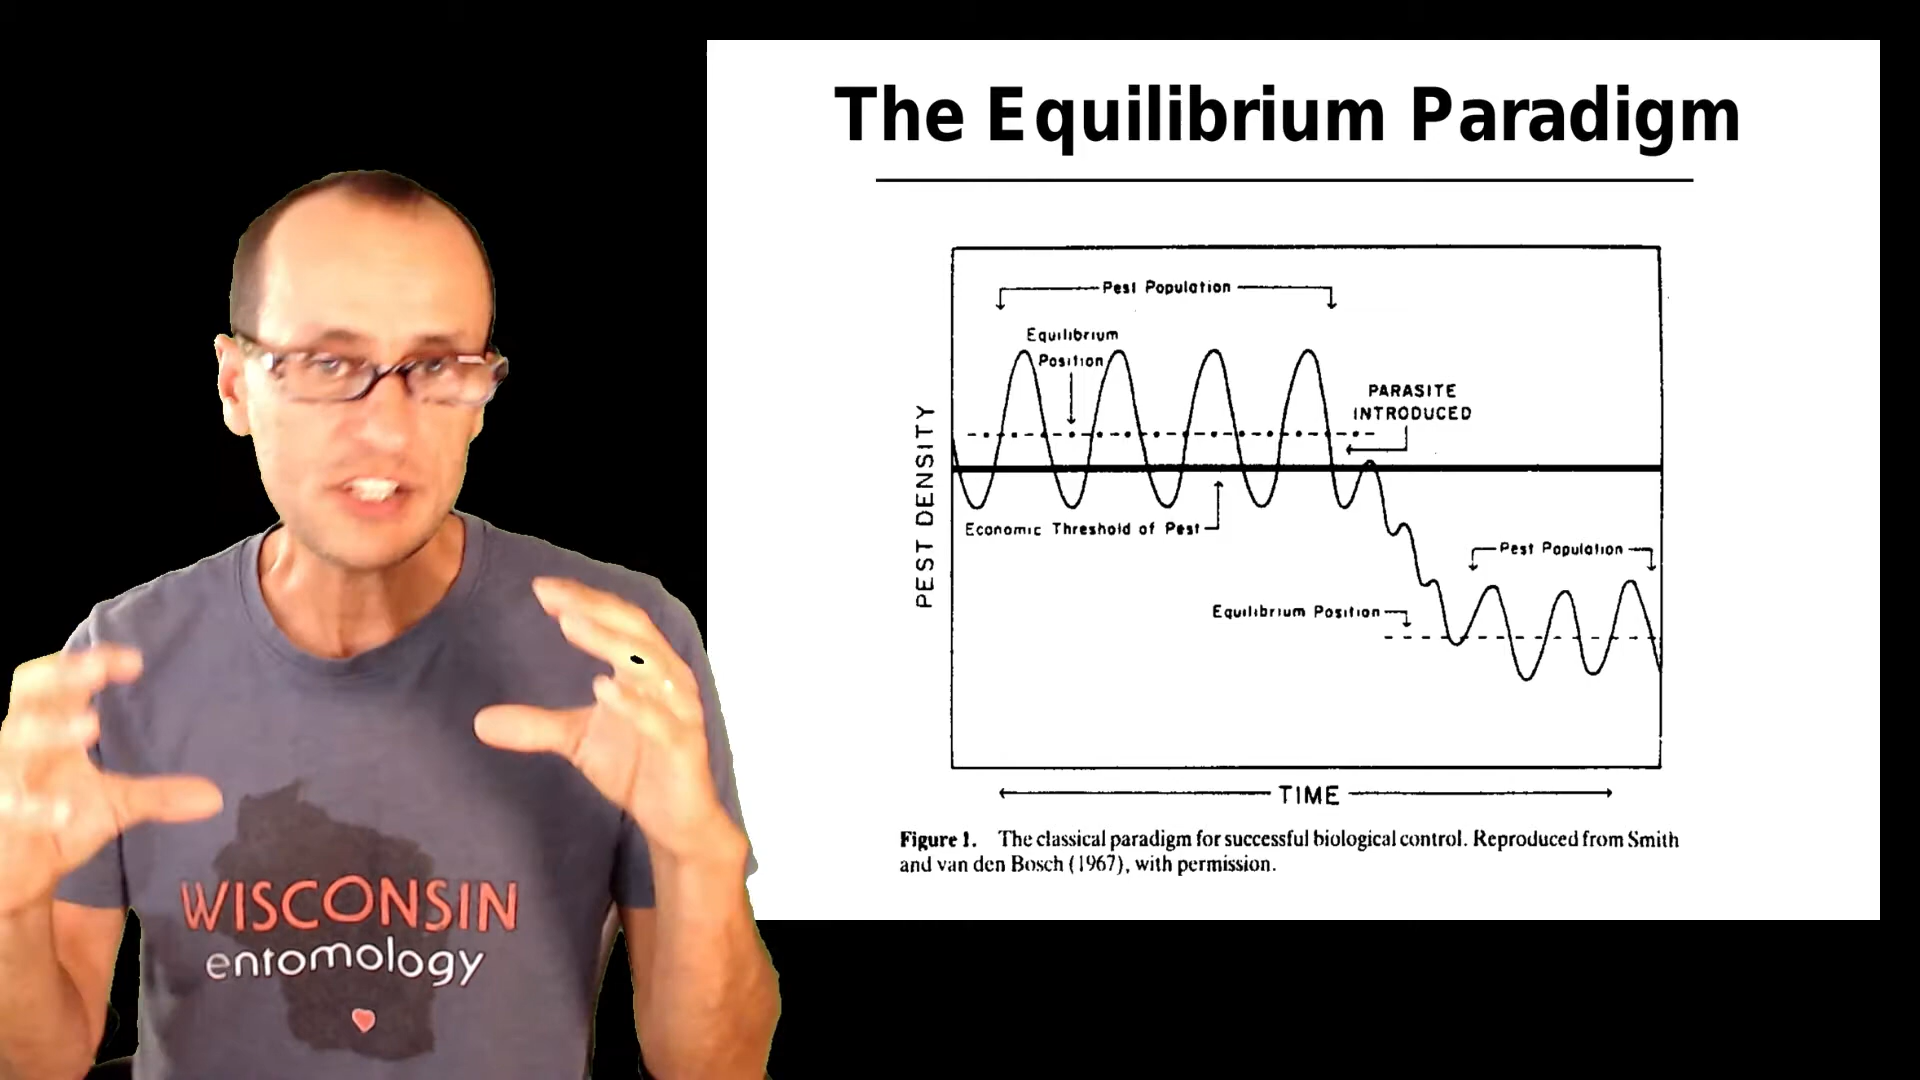 The Equilibrium Paradigm
Pest Population
Equilibrium
Position
PARASITE
INTRODUCED
PEST DENSITY
Economic Threshold of Pest
Pest Population
Equilibrium Position
TIME
Figure 1. The classical paradigm for successful biological control. Reproduced from Smith
and van den Bosch (1967), with permission.
WISCONSIN
entomology